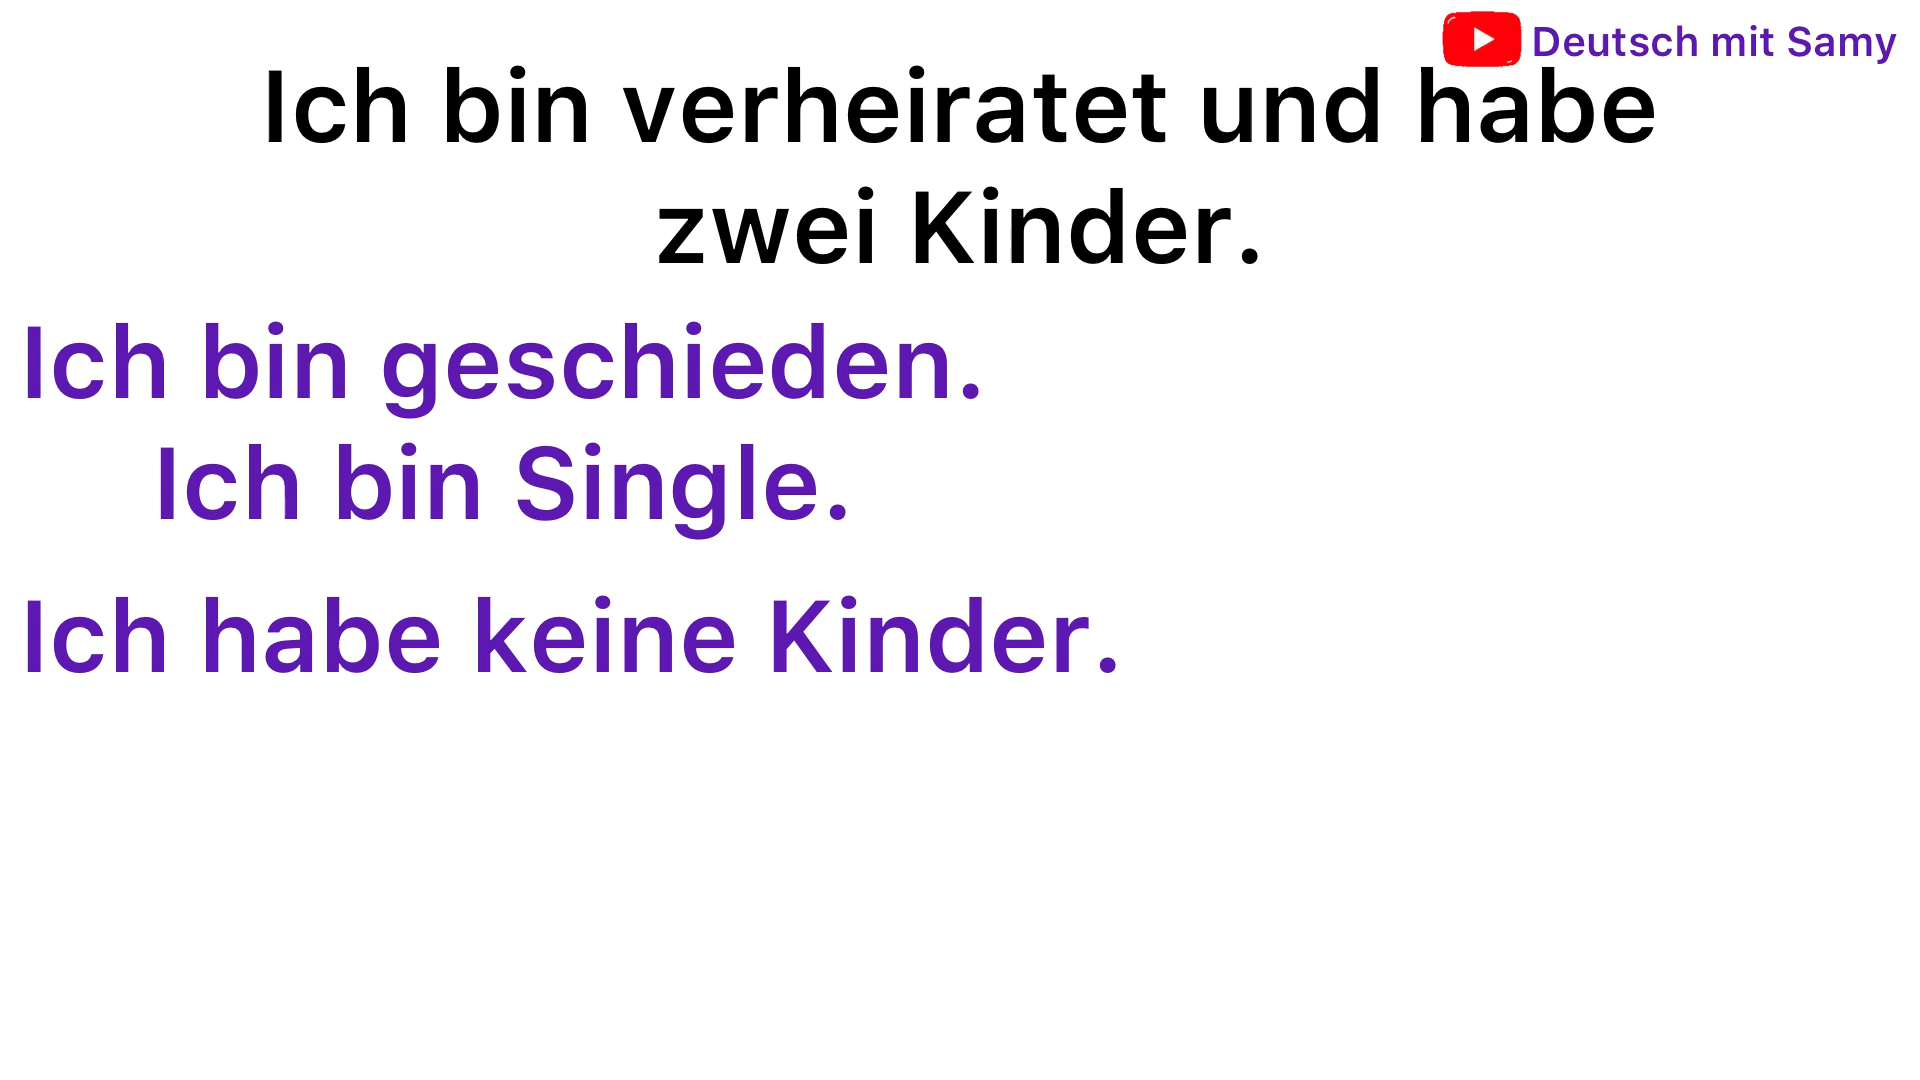 Deutsch mit Samy
Ich bin verheiratet und habe
zwei Kinder.
Ich bin geschieden.
Ich bin Single.
Ich habe keine Kinder.